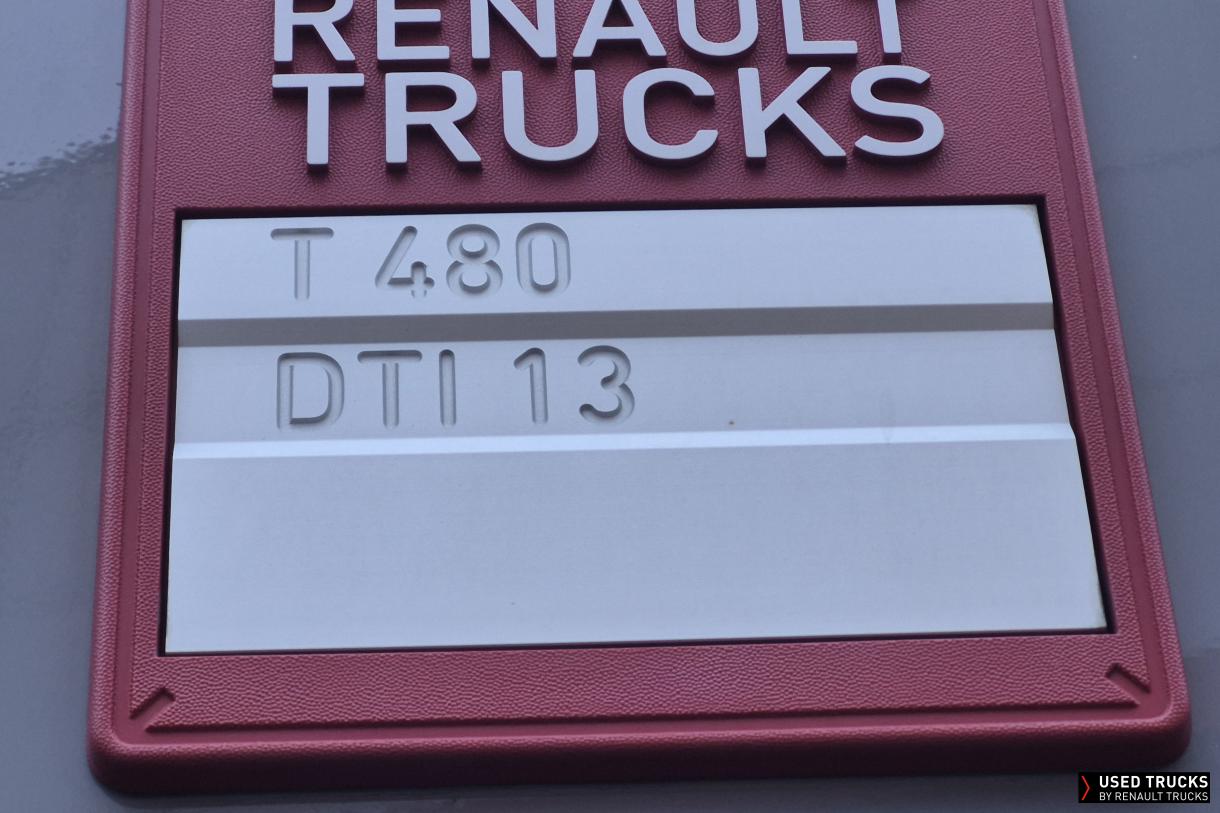 RENAULT
TRUCKS
T 480
DTI 13
USED TRUCKS
BY RENAULT TRUCKS